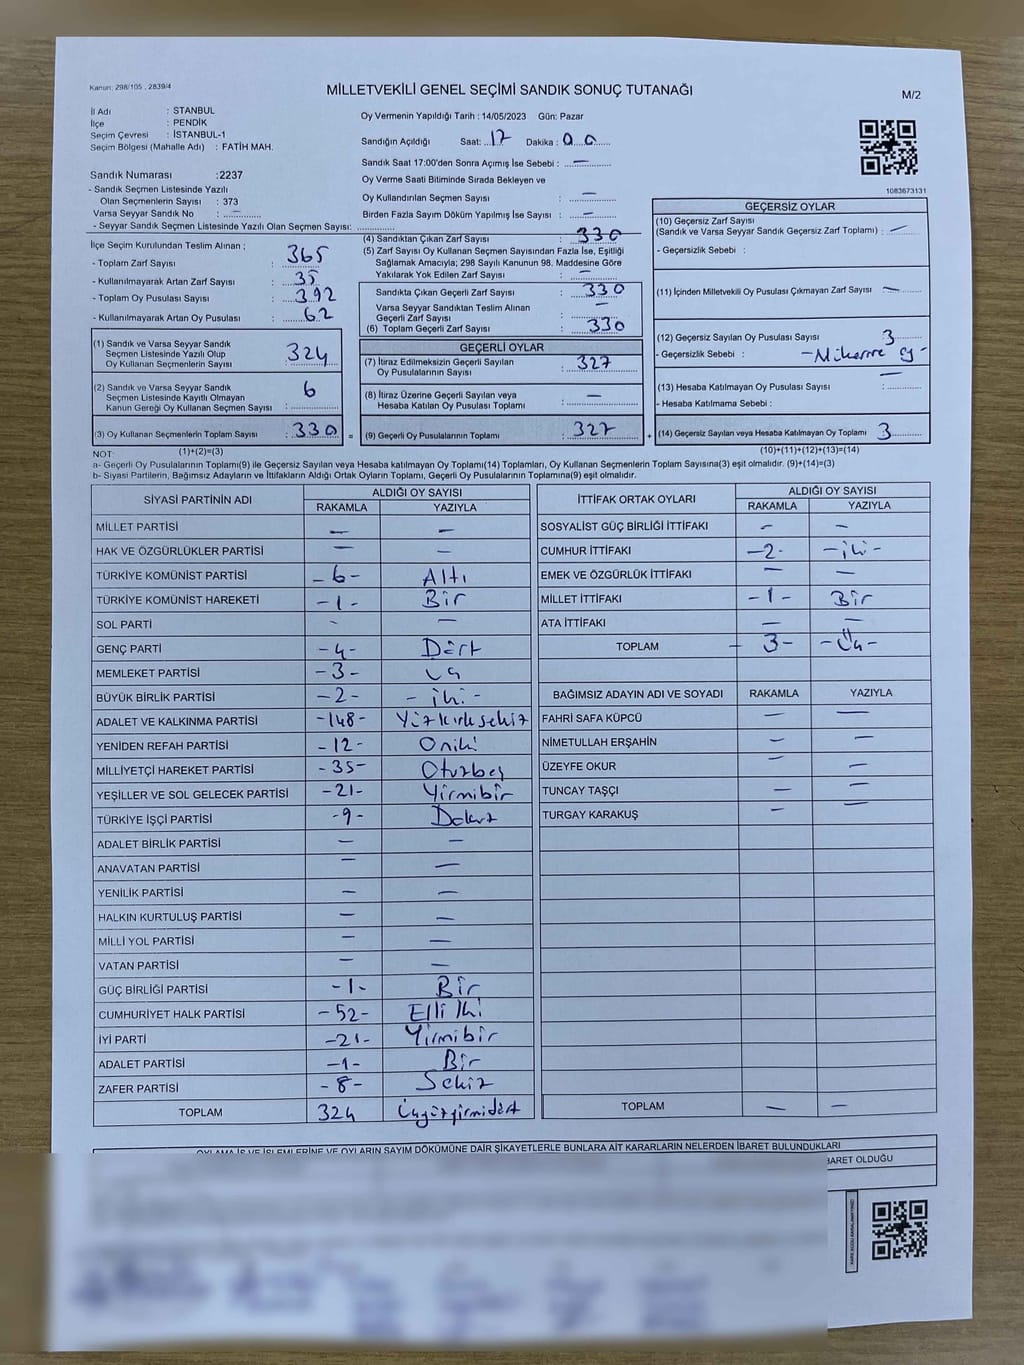 Kanun: 298/105 , 2839/4
MİLLETVEKİLİ GENEL SEÇİMİ SANDIK SONUÇ TUTANAĞI
M/2
İl Adı : STANBUL
İlçe : PENDİK
Seçim Çevresi : İSTANBUL-1
Seçim Bölgesi (Mahalle Adı) : FATİH MAH.
Oy Vermenin Yapıldığı Tarih : 14/05/2023 Gün: Pazar
Sandığın Açıldığı Saat: 17 Dakika : 00
Sandık Saat 17:00'den Sonra Açımış İse Sebebi : —
Oy Verme Saati Bitiminde Sırada Bekleyen ve
Oy Kullandırılan Seçmen Sayısı : —
Birden Fazla Sayım Döküm Yapılmış İse Sayısı : —
Sandık Numarası :2237
- Sandık Seçmen Listesinde Yazılı
Olan Seçmenlerin Sayısı : 373
Varsa Seyyar Sandık No : —
- Seyyar Sandık Seçmen Listesinde Yazılı Olan Seçmen Sayısı:
1083673131
İlçe Seçim Kurulundan Teslim Alınan ;
- Toplam Zarf Sayısı : 365
- Kullanılmayarak Artan Zarf Sayısı : 35
- Toplam Oy Pusulası Sayısı : 392
- Kullanılmayarak Artan Oy Pusulası : 62
(1) Sandık ve Varsa Seyyar Sandık
Seçmen Listesinde Yazılı Olup
Oy Kullanan Seçmenlerin Sayısı : 324
(2) Sandık ve Varsa Seyyar Sandık
Seçmen Listesinde Kayıtlı Olmayan
Kanun Gereği Oy Kullanan Seçmen Sayısı : 6
(3) Oy Kullanan Seçmenlerin Toplam Sayısı : 330
(4) Sandıktan Çıkan Zarf Sayısı : 330
(5) Zarf Sayısı Oy Kullanan Seçmen Sayısından Fazla İse, Eşitliği
Sağlamak Amacıyla; 298 Sayılı Kanunun 98. Maddesine Göre
Yakılarak Yok Edilen Zarf Sayısı : —
Sandıkta Çıkan Geçerli Zarf Sayısı : 330
Varsa Seyyar Sandıktan Teslim Alınan
Geçerli Zarf Sayısı : —
(6) Toplam Geçerli Zarf Sayısı : 330
GEÇERLİ OYLAR
(7) İtiraz Edilmeksizin Geçerli Sayılan
Oy Pusulalarının Sayısı : 327
(8) İtiraz Üzerine Geçerli Sayılan veya
Hesaba Katılan Oy Pusulası Toplamı : —
= (9) Geçerli Oy Pusulalarının Toplamı : 327
GEÇERSİZ OYLAR
(10) Geçersiz Zarf Sayısı
(Sandık ve Varsa Seyyar Sandık Geçersiz Zarf Toplamı) : —
- Geçersizlik Sebebi :
(11) İçinden Milletvekili Oy Pusulası Çıkmayan Zarf Sayısı : —
(12) Geçersiz Sayılan Oy Pusulası Sayısı : 3
- Geçersizlik Sebebi : oy -
(13) Hesaba Katılmayan Oy Pusulası Sayısı : —
- Hesaba Katılmama Sebebi :
+ (14) Geçersiz Sayılan veya Hesaba Katılmayan Oy Toplamı : 3
NOT: (1)+(2)=(3)
(10)+(11)+(12)+(13)=(14)
a- Geçerli Oy Pusulalarının Toplamı(9) ile Geçersiz Sayılan veya Hesaba katılmayan Oy Toplamı(14) Toplamları, Oy Kullanan Seçmenlerin Toplam Sayısına(3) eşit olmalıdır. (9)+(14)=(3)
b- Siyasi Partilerin, Bağımsız Adayların ve İttifakların Aldığı Ortak Oyların Toplamı, Geçerli Oy Pusulalarının Toplamına(9) eşit olmalıdır.
SİYASİ PARTİNİN ADI ALDIĞI OY SAYISI
RAKAMLA YAZIYLA
MİLLET PARTİSİ — —
HAK VE ÖZGÜRLÜKLER PARTİSİ — —
TÜRKİYE KOMÜNİST PARTİSİ -6- Altı
TÜRKİYE KOMÜNİST HAREKETİ -1- Bir
SOL PARTİ - —
GENÇ PARTİ -4- Dört
MEMLEKET PARTİSİ -3- Üç
BÜYÜK BİRLİK PARTİSİ -2- -iki-
ADALET VE KALKINMA PARTİSİ -148- Yüzkırksekiz
YENİDEN REFAH PARTİSİ -12- Oniki
MİLLİYETÇİ HAREKET PARTİSİ -35- Otuzbeş
YEŞİLLER VE SOL GELECEK PARTİSİ -21- Yirmibir
TÜRKİYE İŞÇİ PARTİSİ -9- Dokuz
ADALET BİRLİK PARTİSİ — —
ANAVATAN PARTİSİ — —
YENİLİK PARTİSİ — —
HALKIN KURTULUŞ PARTİSİ — —
MİLLİ YOL PARTİSİ — —
VATAN PARTİSİ — —
GÜÇ BİRLİĞİ PARTİSİ -1- Bir
CUMHURİYET HALK PARTİSİ -52- Elli iki
İYİ PARTİ -21- Yirmibir
ADALET PARTİSİ -1- Bir
ZAFER PARTİSİ -8- Sekiz
TOPLAM 324 Üçyüzyirmidört
İTTİFAK ORTAK OYLARI ALDIĞI OY SAYISI
RAKAMLA YAZIYLA
SOSYALİST GÜÇ BİRLİĞİ İTTİFAKI — —
CUMHUR İTTİFAKI -2- -iki-
EMEK VE ÖZGÜRLÜK İTTİFAKI — —
MİLLET İTTİFAKI -1- Bir
ATA İTTİFAKI — —
TOPLAM - 3- -Üç-
BAĞIMSIZ ADAYIN ADI VE SOYADI RAKAMLA YAZIYLA
FAHRİ SAFA KÜPCÜ — —
NİMETULLAH ERŞAHİN — —
ÜZEYFE OKUR — —
TUNCAY TAŞÇI — —
TURGAY KARAKUŞ — —
TOPLAM — —
OYLAMA İŞ VE İŞLEMLERİNE VE OYLARIN SAYIM DÖKÜMÜNE DAİR ŞİKAYETLERLE BUNLARA AİT KARARLARIN NELERDEN İBARET BULUNDUKLARI
BARET OLDUĞU